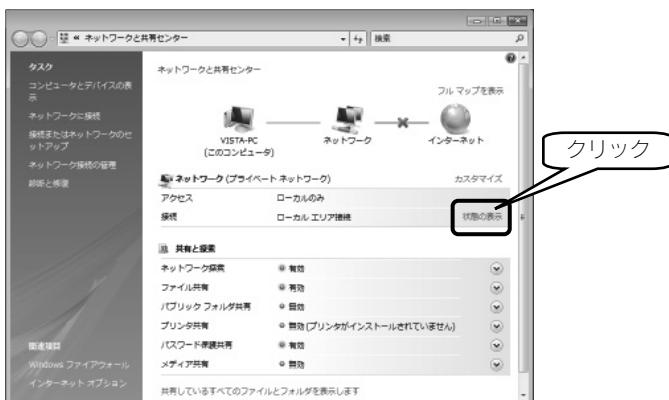 ネットワークと共有センター
検索
タスク
コンピュータとデバイスの表
示
ネットワークに接続
接続またはネットワークのセ
ットアップ
ネットワーク接続の管理
診断と修復
ネットワークと共有センター
フル マップを表示
VISTA-PC
(このコンピュータ)
ネットワーク
インターネット
クリック
ネットワーク (プライベート ネットワーク)
カスタマイズ
アクセス
ローカルのみ
接続
ローカル エリア接続
状態の表示
共有と探索
ネットワーク探索
有効
ファイル共有
有効
パブリック フォルダ共有
無効
プリンタ共有
無効 (プリンタがインストールされていません)
パスワード保護共有
有効
メディア共有
無効
関連項目
Windows ファイアウォール
インターネット オプション
共有しているすべてのファイルとフォルダを表示します